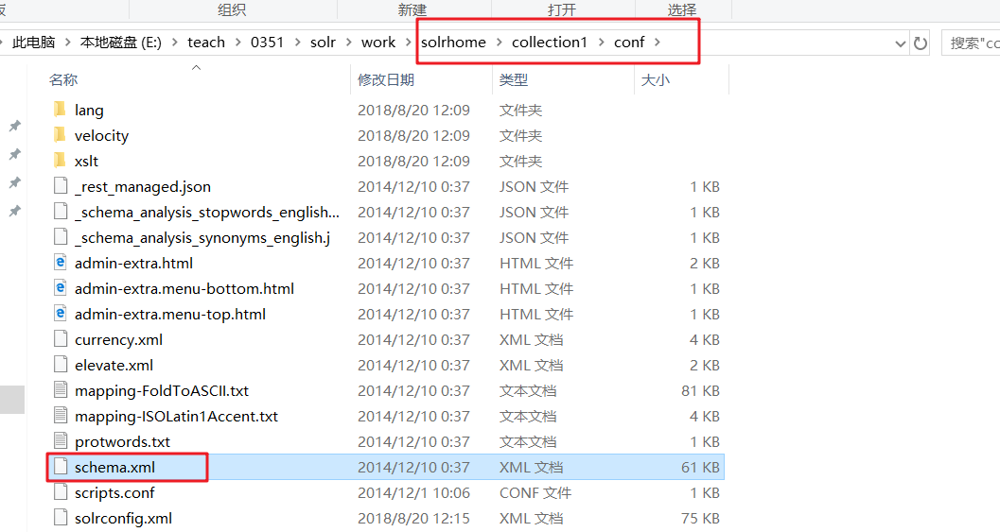 组织 新建 打开 选择
此电脑 本地磁盘 (E:) teach 0351 solr work solrhome collection1 conf 搜索"co
名称 修改日期 类型 大小
lang 2018/8/20 12:09 文件夹
velocity 2018/8/20 12:09 文件夹
xslt 2018/8/20 12:09 文件夹
_rest_managed.json 2014/12/10 0:37 JSON 文件 1 KB
_schema_analysis_stopwords_english... 2014/12/10 0:37 JSON 文件 1 KB
_schema_analysis_synonyms_english.j 2014/12/10 0:37 JSON 文件 1 KB
admin-extra.html 2014/12/10 0:37 HTML 文件 2 KB
admin-extra.menu-bottom.html 2014/12/10 0:37 HTML 文件 1 KB
admin-extra.menu-top.html 2014/12/10 0:37 HTML 文件 1 KB
currency.xml 2014/12/10 0:37 XML 文档 4 KB
elevate.xml 2014/12/10 0:37 XML 文档 2 KB
mapping-FoldToASCII.txt 2014/12/10 0:37 文本文档 81 KB
mapping-ISOLatin1Accent.txt 2014/12/10 0:37 文本文档 4 KB
protwords.txt 2014/12/10 0:37 文本文档 1 KB
schema.xml 2014/12/10 0:37 XML 文档 61 KB
scripts.conf 2014/12/1 10:06 CONF 文件 1 KB
solrconfig.xml 2018/8/20 12:15 XML 文档 75 KB